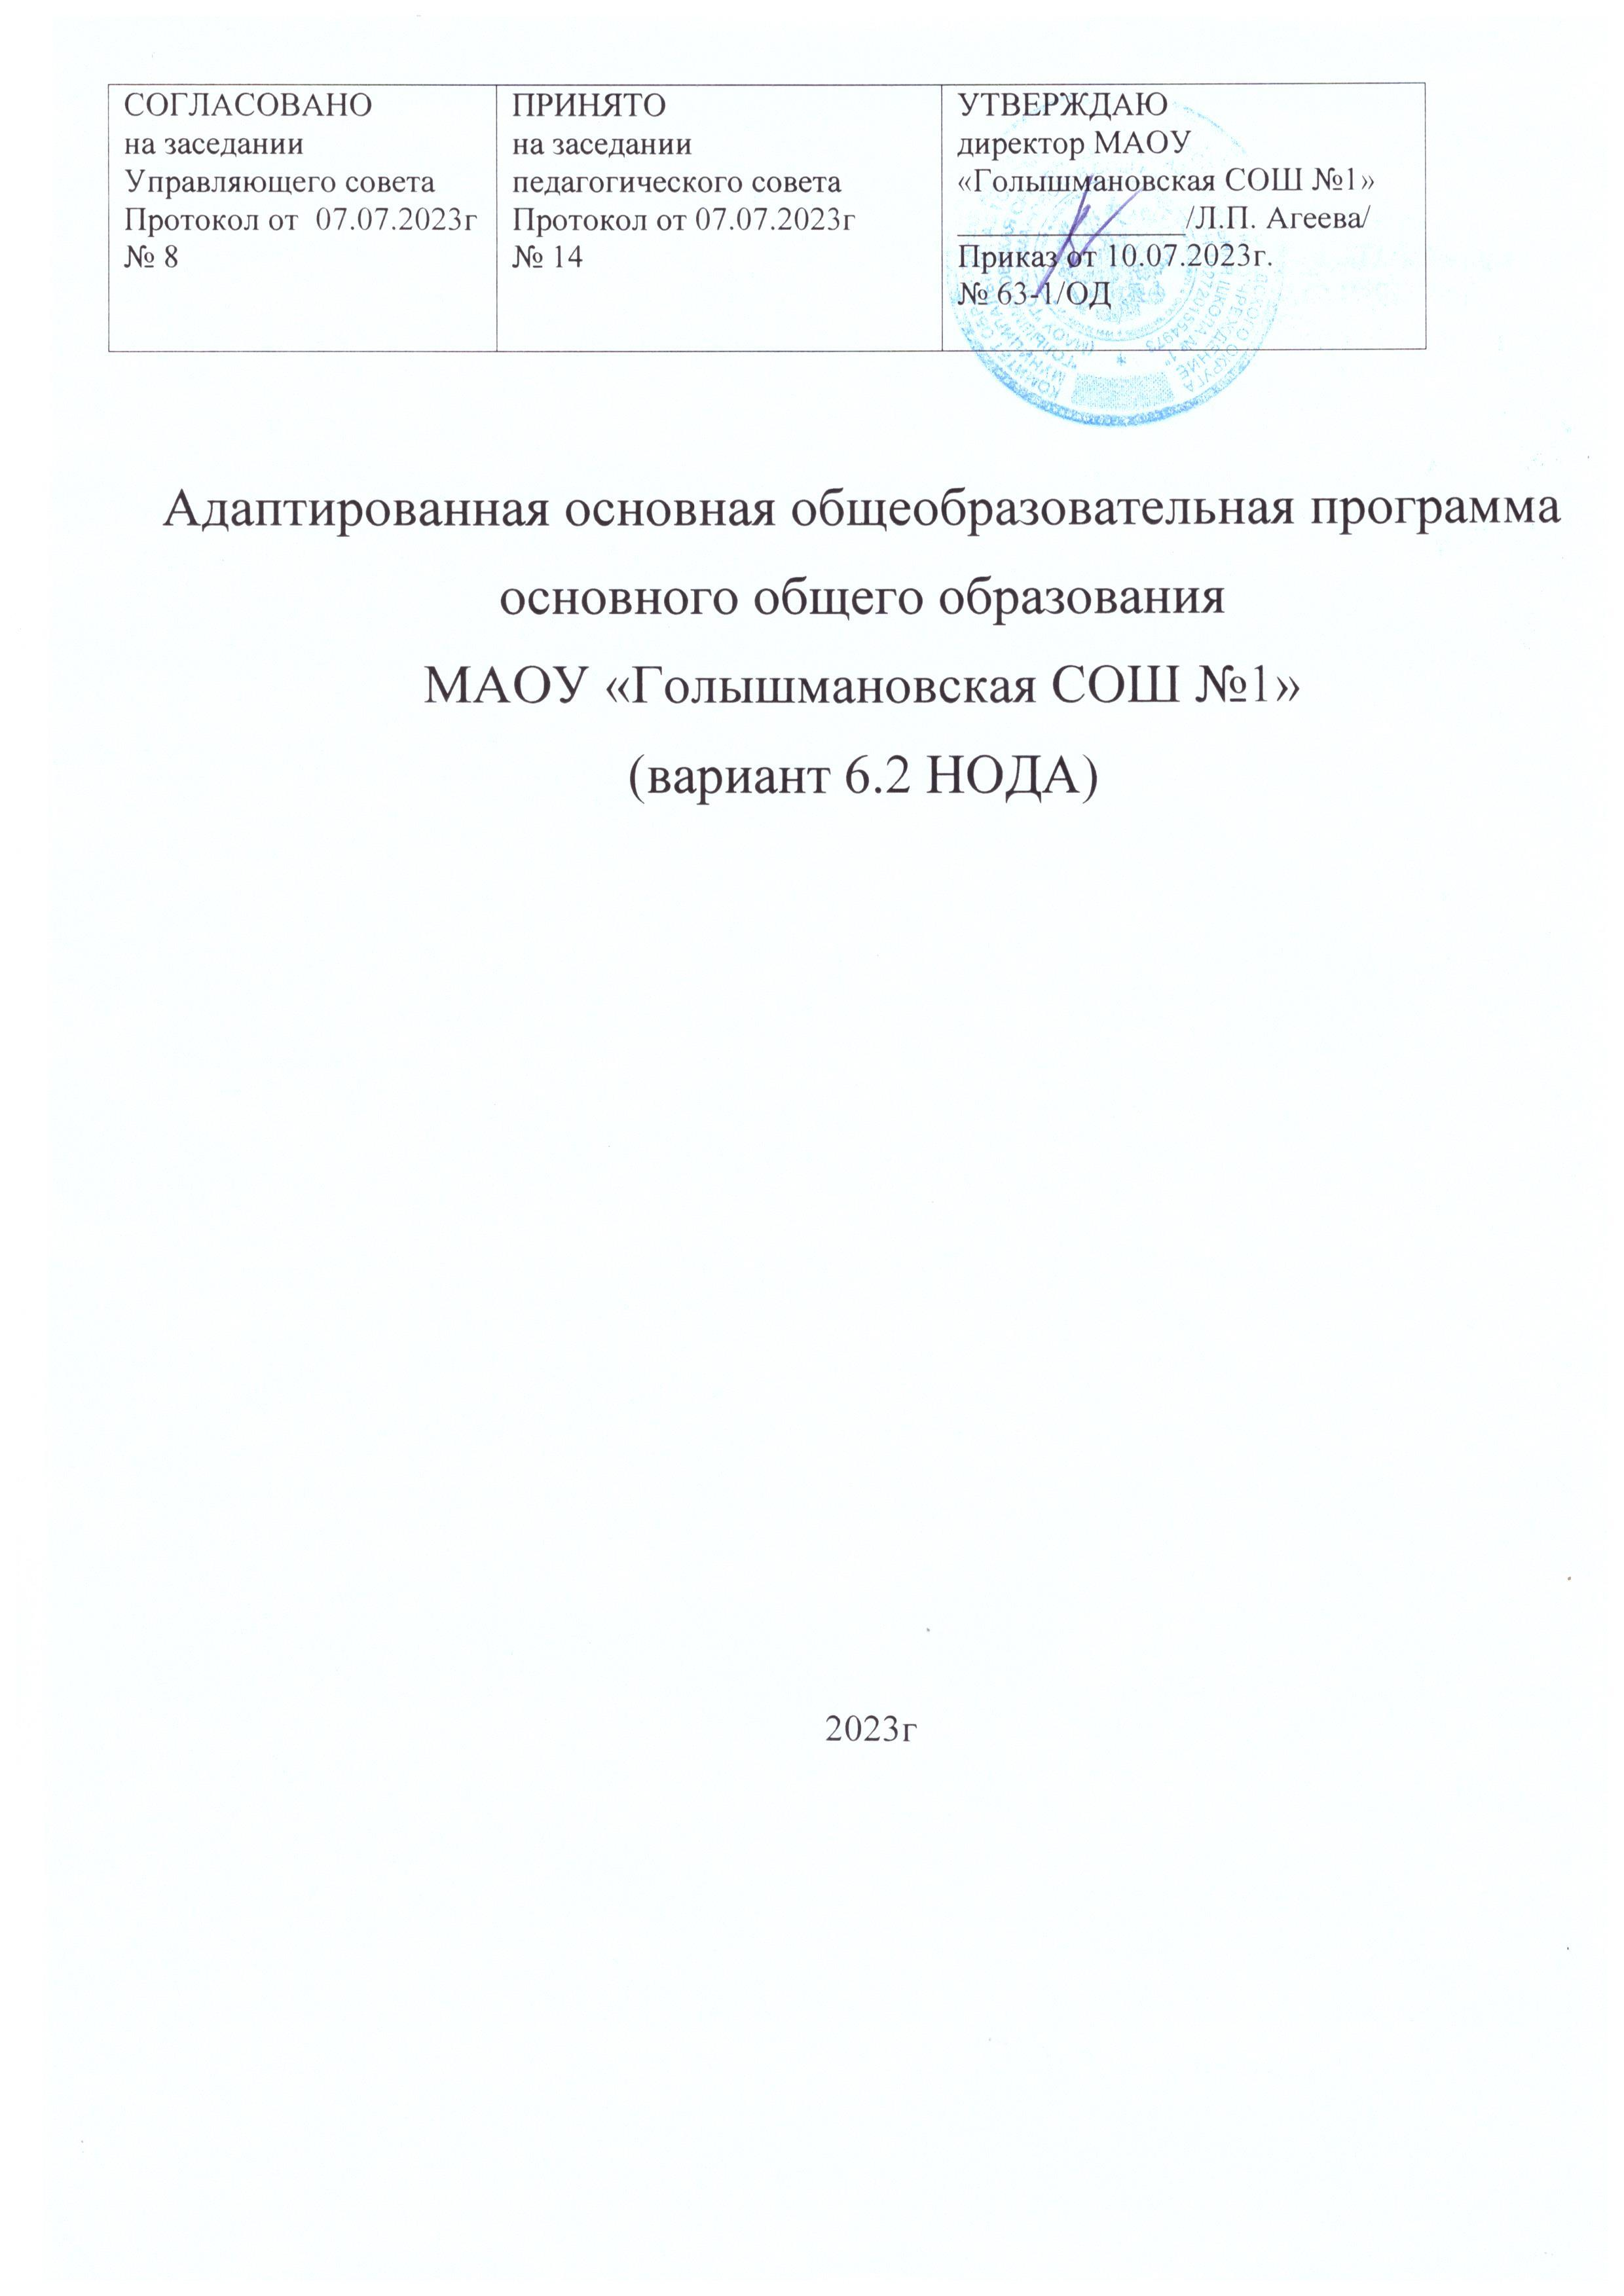 СОГЛАСОВАНО
на заседании
Управляющего совета
Протокол от 07.07.2023г
№ 8
ПРИНЯТО
на заседании
педагогического совета
Протокол от 07.07.2023г
№ 14
УТВЕРЖДАЮ
директор МАОУ
«Голышмановская СОШ №1»
/Л.П. Агеева/
Приказ от 10.07.2023г.
№ 63-1/ОД
Адаптированная основная общеобразовательная программа
основного общего образования
МАОУ «Голышмановская СОШ №1»
(вариант 6.2 НОДА)
2023г